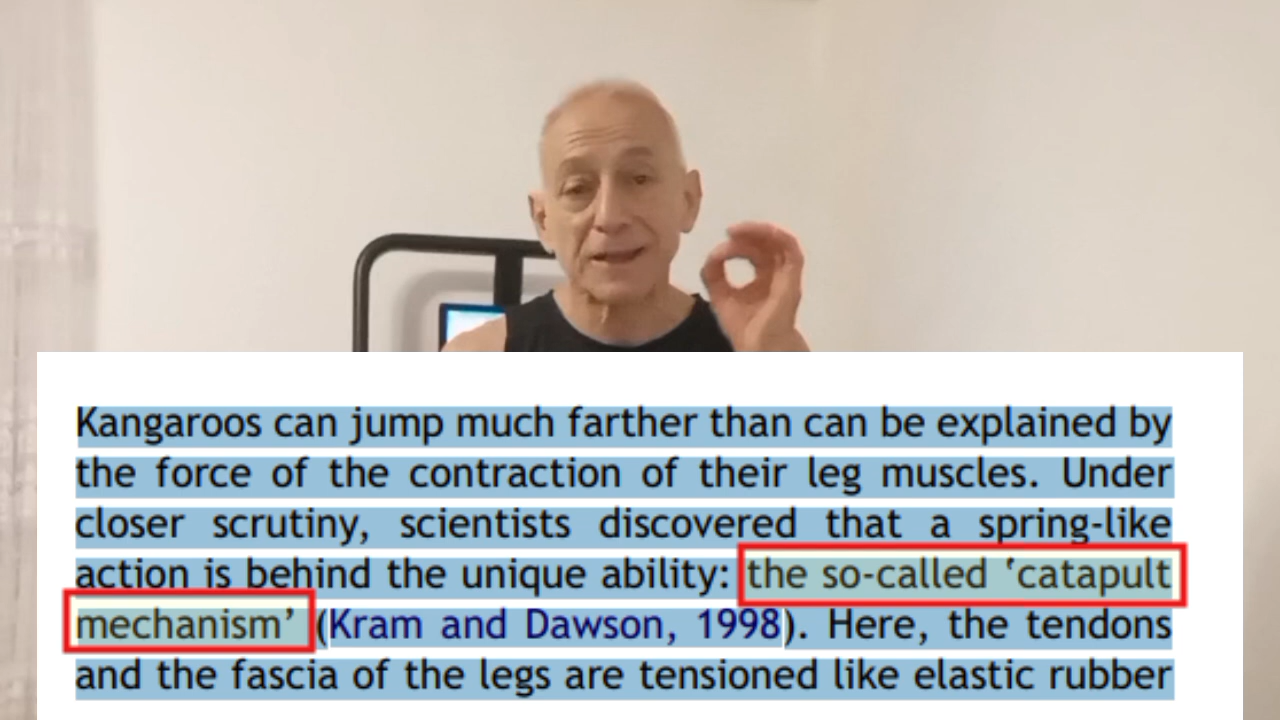 Kangaroos can jump much farther than can be explained by
the force of the contraction of their leg muscles. Under
closer scrutiny, scientists discovered that a spring-like
action is behind the unique ability: the so-called ‘catapult
mechanism’ (Kram and Dawson, 1998). Here, the tendons
and the fascia of the legs are tensioned like elastic rubber